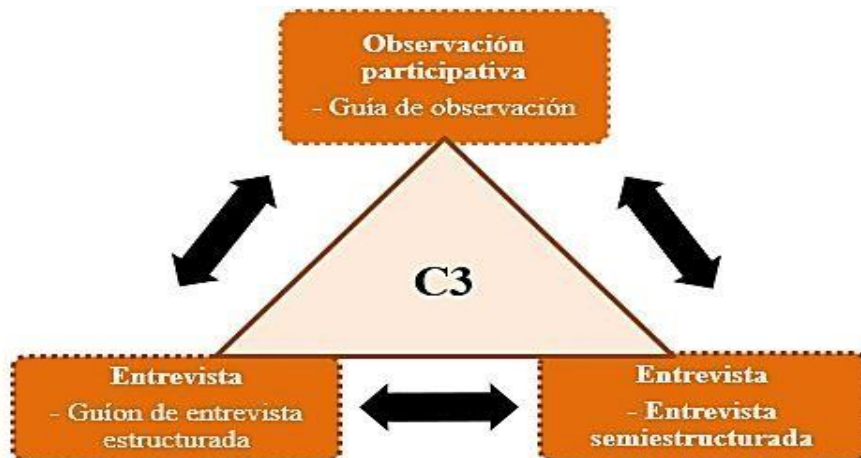 Observación
participativa
- Guía de observación
C3
Entrevista
- Guíon de entrevista
estructurada
Entrevista
- Entrevista
semiestructurada